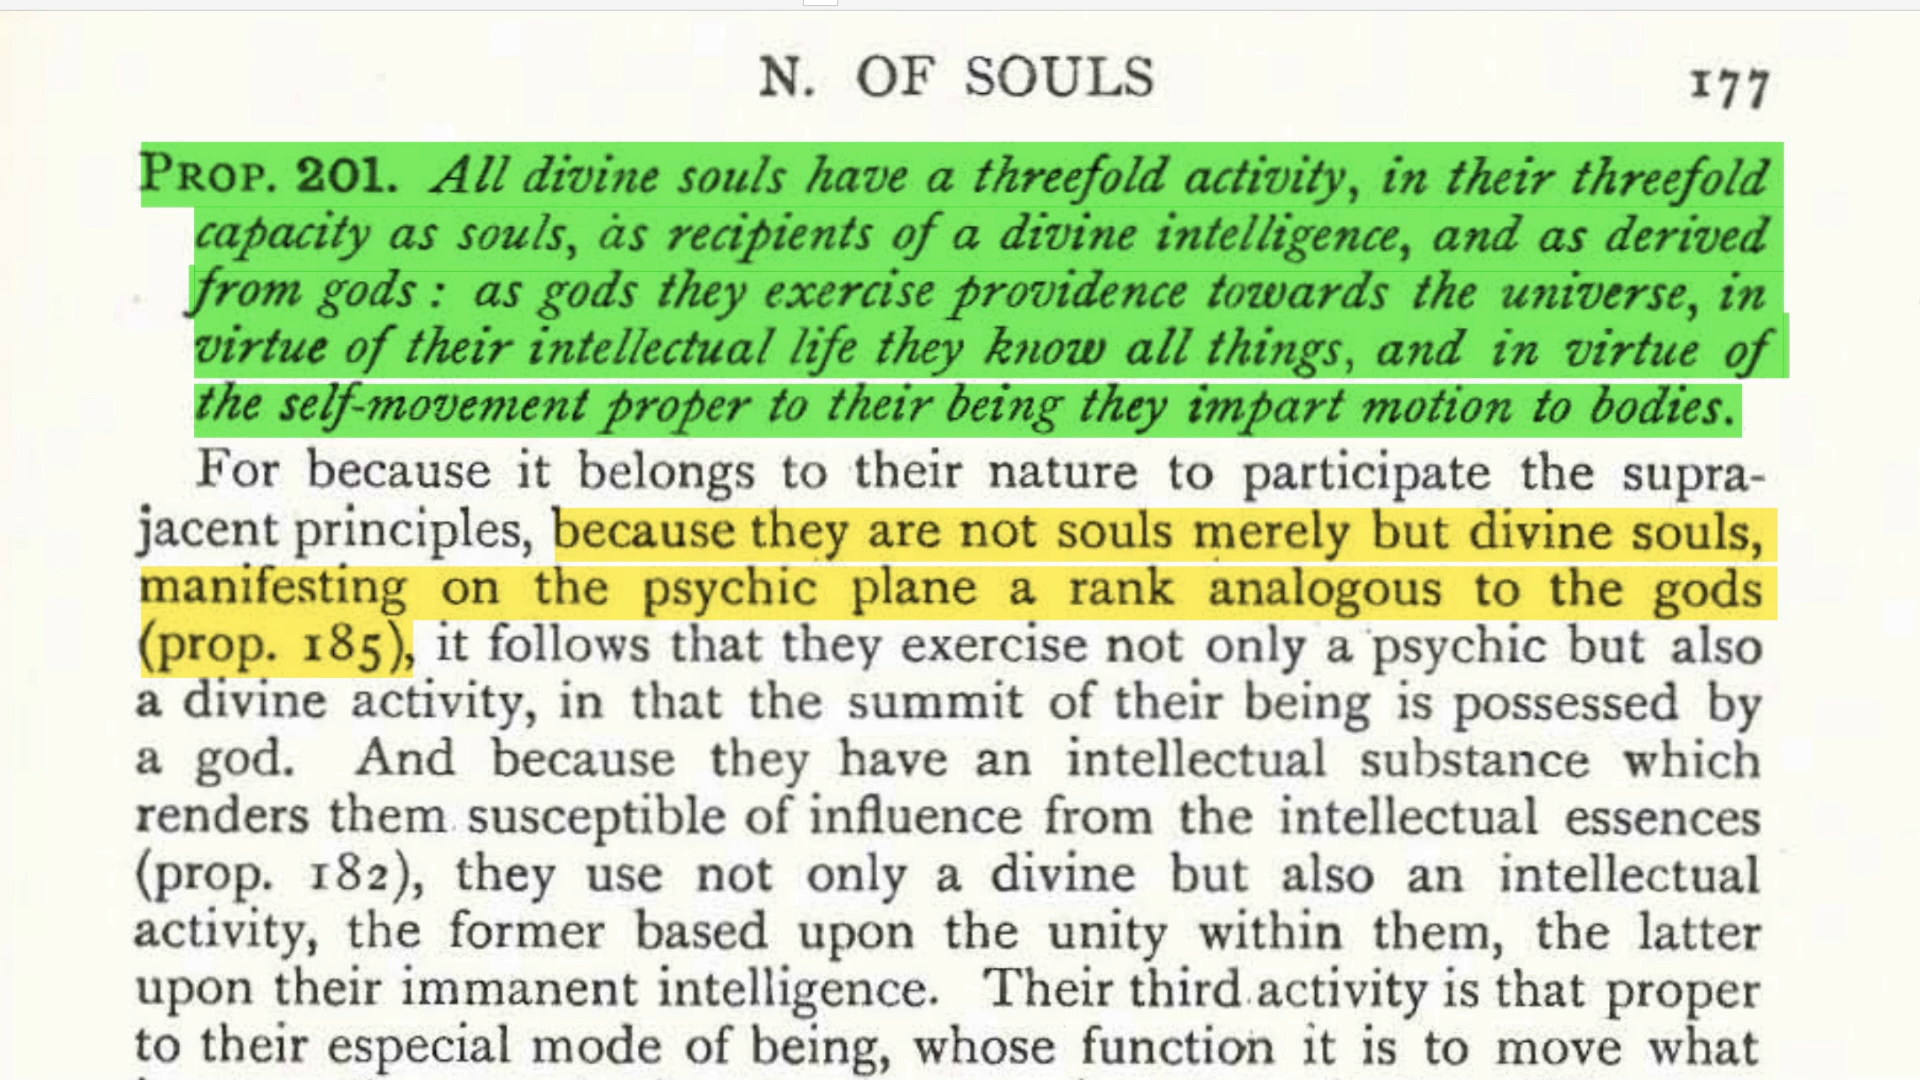 N. OF SOULS 177
PROP. 201. All divine souls have a threefold activity, in their threefold
capacity as souls, as recipients of a divine intelligence, and as derived
from gods : as gods they exercise providence towards the universe, in
virtue of their intellectual life they know all things, and in virtue of
the self-movement proper to their being they impart motion to bodies.
For because it belongs to their nature to participate the supra-
jacent principles, because they are not souls merely but divine souls,
manifesting on the psychic plane a rank analogous to the gods
(prop. 185), it follows that they exercise not only a psychic but also
a divine activity, in that the summit of their being is possessed by
a god. And because they have an intellectual substance which
renders them susceptible of influence from the intellectual essences
(prop. 182), they use not only a divine but also an intellectual
activity, the former based upon the unity within them, the latter
upon their immanent intelligence. Their third activity is that proper
to their especial mode of being, whose function it is to move what